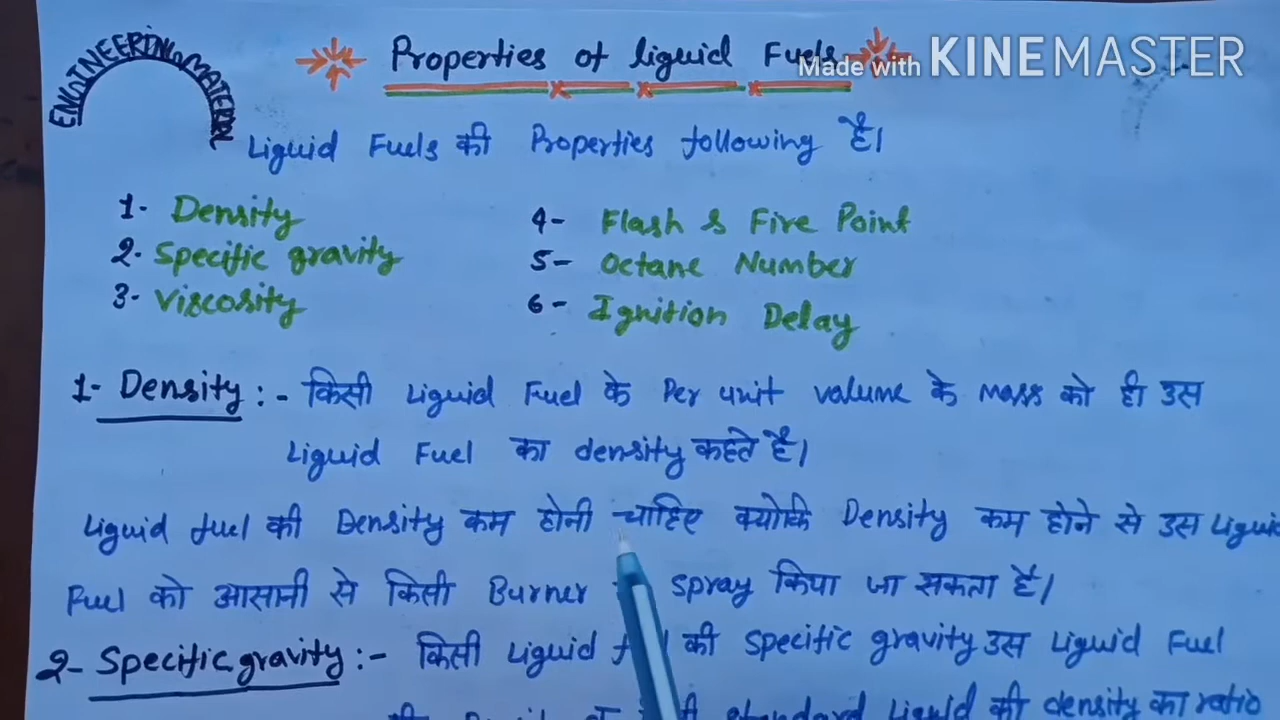 ENGINEERING MATERIAL
Properties of liquid Fuels
Made with KINEMASTER
Liquid Fuels की Properties following है।
1- Density
2- Specific gravity
3- Viscosity
4- Flash & Fire Point
5- Octane Number
6- Ignition Delay
1- Density :- किसी Liquid Fuel के Per unit volume के mass को ही उस
Liquid Fuel का density कहते है।
Liquid fuel की Density कम होनी चाहिए क्योकि Density कम होने से उस Liquid
Fuel को आसानी से किसी Burner spray किया जा सकता है।
2- Specific gravity :- किसी Liquid की Specific gravity उस Liquid Fuel
standard Liquid की density का ratio